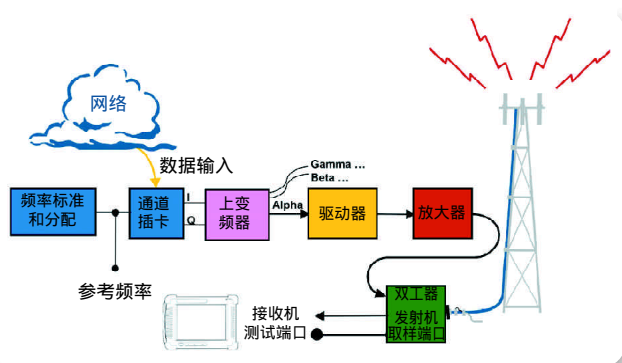 网络
数据输入
Gamma ...
Beta ...
频率标准
和分配
通道
插卡
I
Q
上变
频器
Alpha
驱动器
放大器
参考频率
双工器
接收机
发射机
测试端口
取样端口